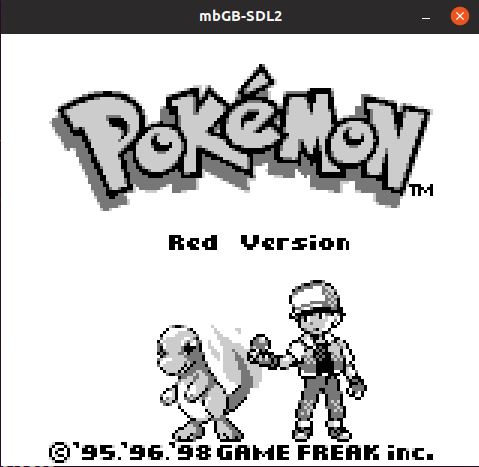 mbGB-SDL2
POKéMON
TM
Red Version
©'95.'96.'98 GAME FREAK inc.